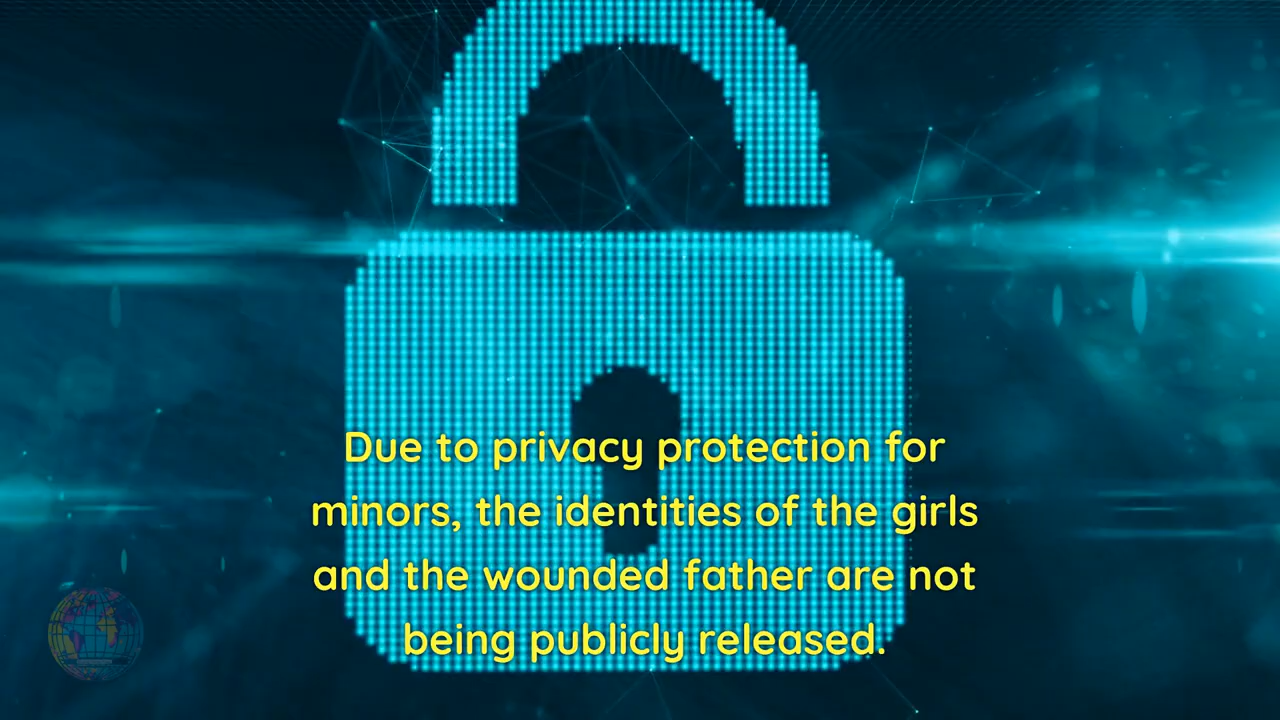 Due to privacy protection for
minors, the identities of the girls
and the wounded father are not
being publicly released.